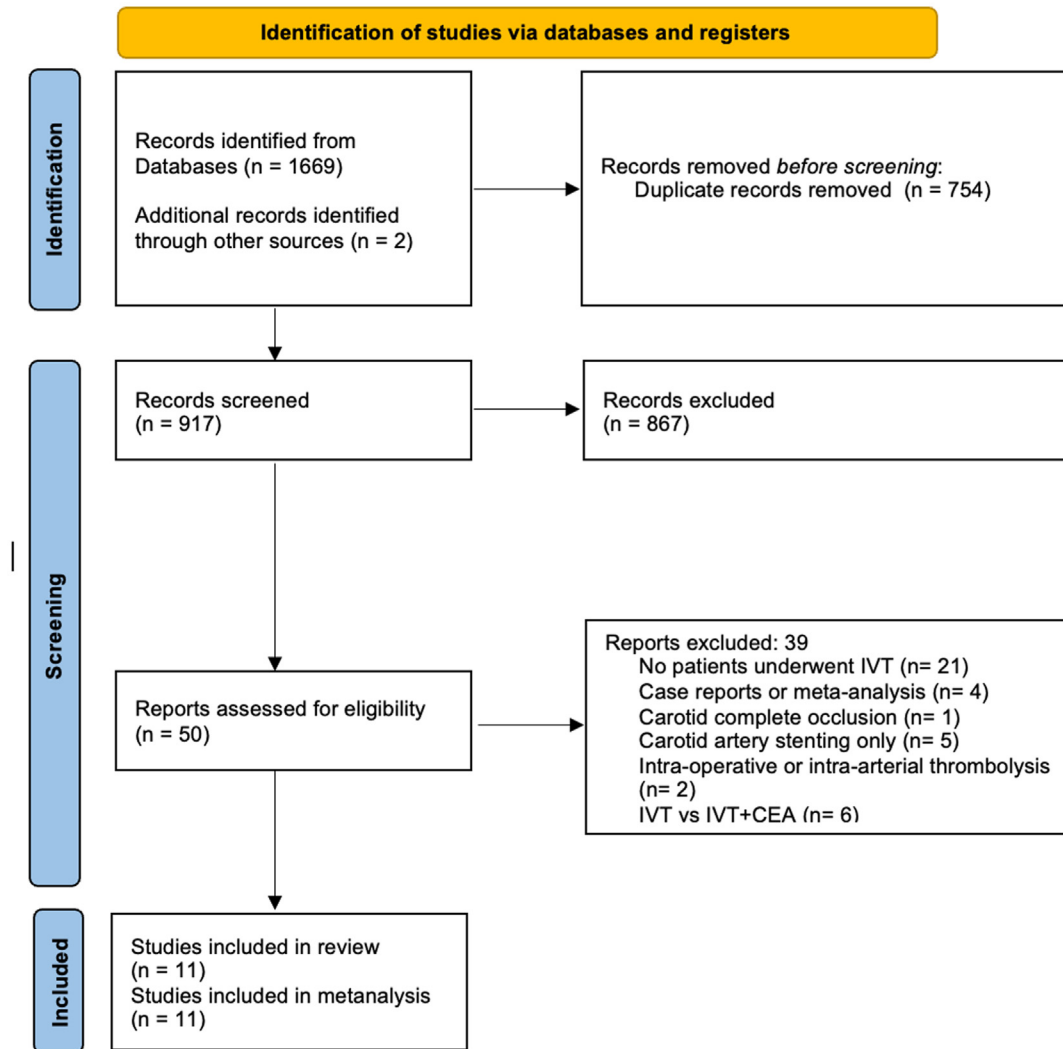 Identification of studies via databases and registers
Identification
Records identified from
Databases (n = 1669)
Additional records identified
through other sources (n = 2)
Records removed before screening:
Duplicate records removed (n = 754)
Screening
Records screened
(n = 917)
Records excluded
(n = 867)
Reports assessed for eligibility
(n = 50)
Reports excluded: 39
No patients underwent IVT (n= 21)
Case reports or meta-analysis (n= 4)
Carotid complete occlusion (n= 1)
Carotid artery stenting only (n= 5)
Intra-operative or intra-arterial thrombolysis
(n= 2)
IVT vs IVT+CEA (n= 6)
Included
Studies included in review
(n = 11)
Studies included in metanalysis
(n = 11)